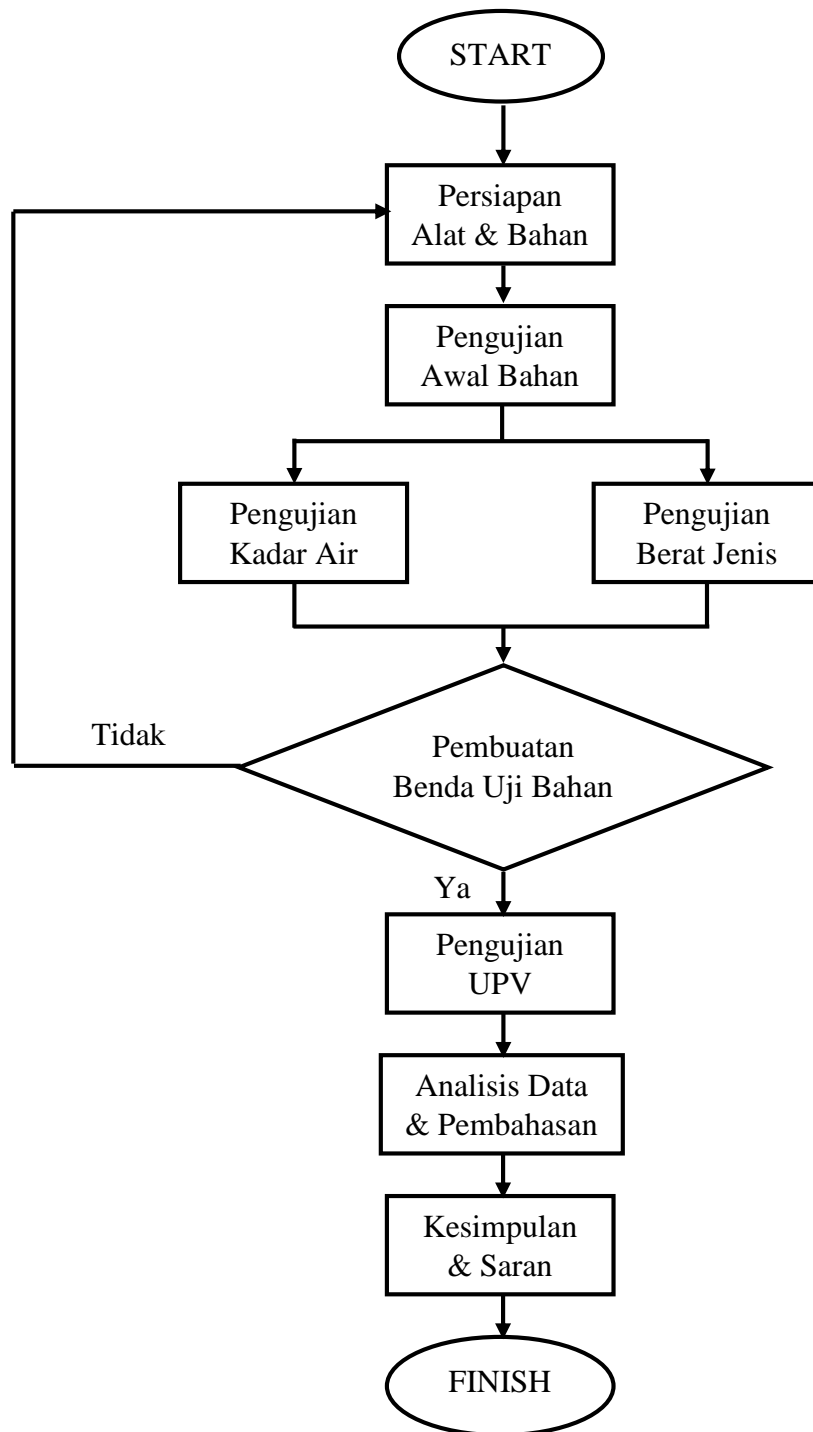 START
Persiapan
Alat & Bahan
Pengujian
Awal Bahan
Pengujian
Kadar Air
Pengujian
Berat Jenis
Tidak
Pembuatan
Benda Uji Bahan
Ya
Pengujian
UPV
Analisis Data
& Pembahasan
Kesimpulan
& Saran
FINISH